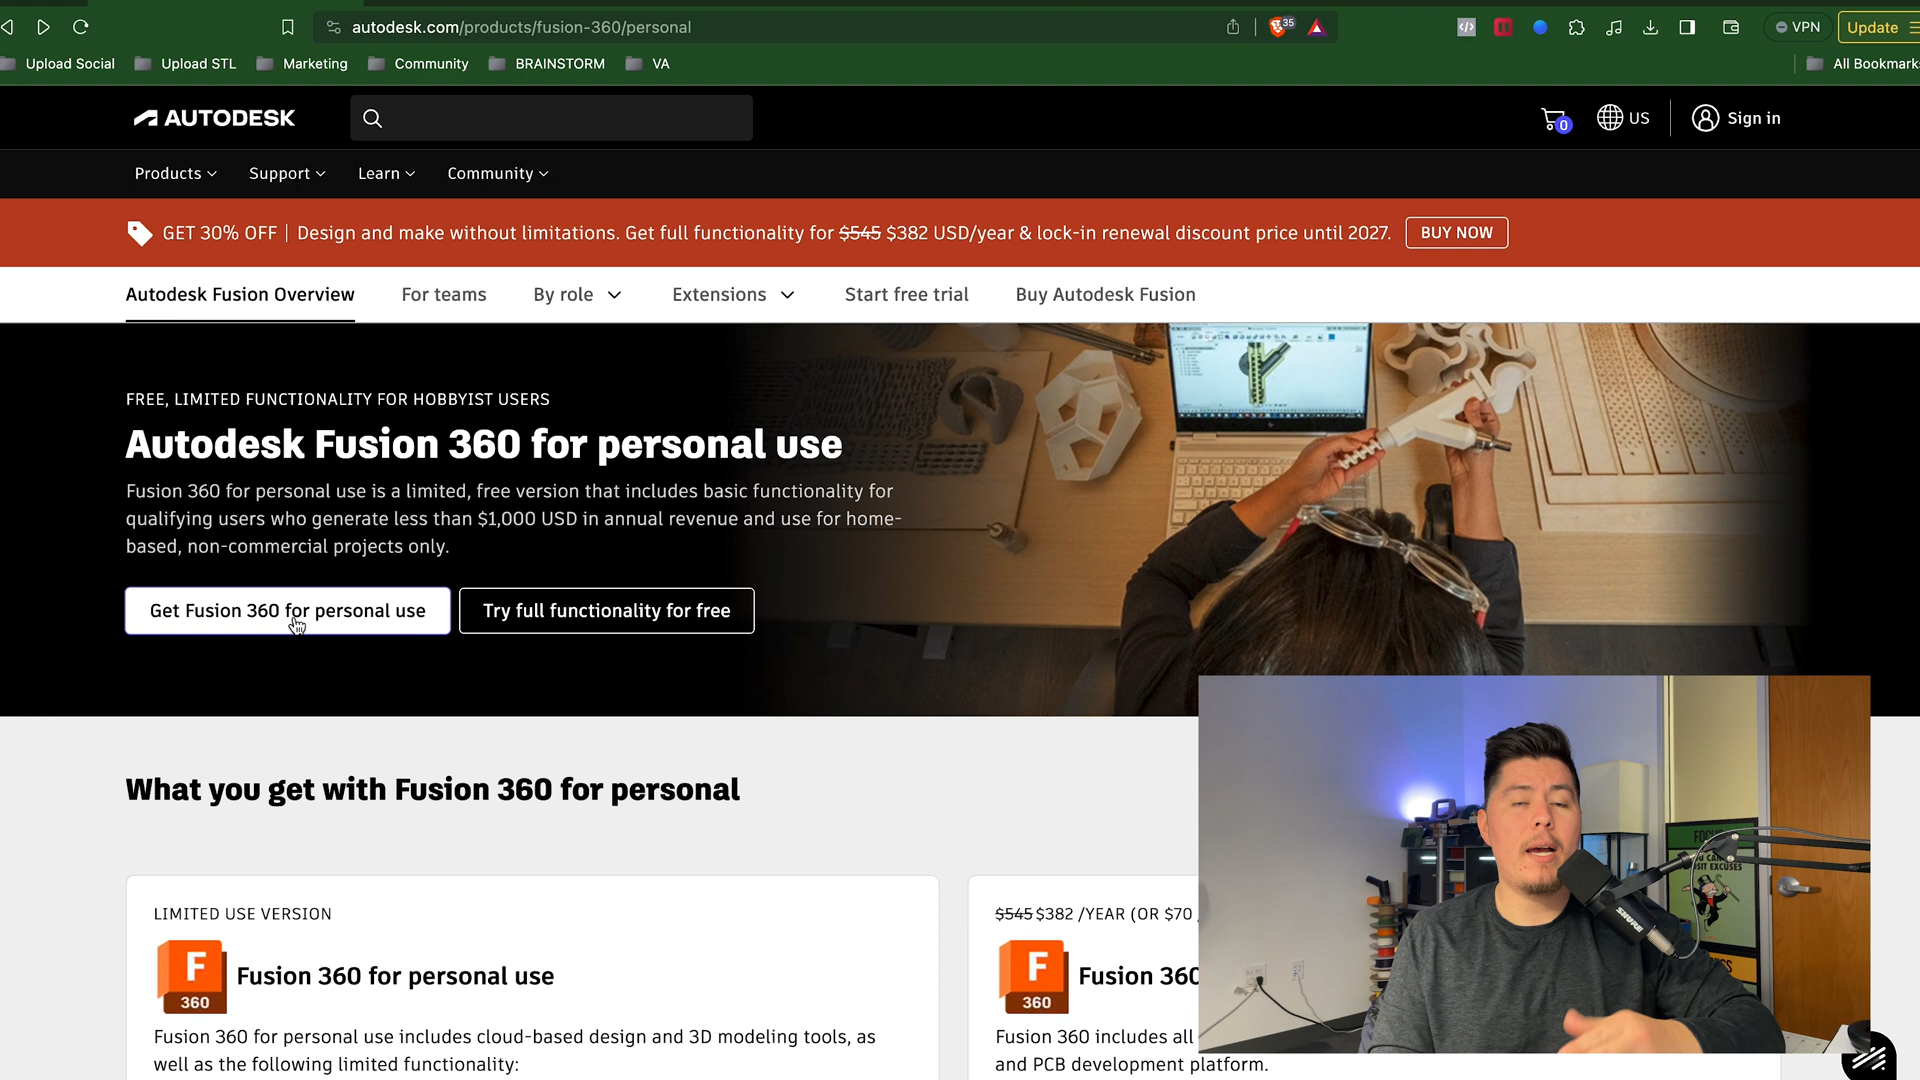 autodesk.com/products/fusion-360/personal
35
VPN
Update
Upload Social
Upload STL
Marketing
Community
BRAINSTORM
VA
All Bookmarks
AUTODESK
0
US
Sign in
Products
Support
Learn
Community
GET 30% OFF | Design and make without limitations. Get full functionality for $545 $382 USD/year & lock-in renewal discount price until 2027.
BUY NOW
Autodesk Fusion Overview
For teams
By role
Extensions
Start free trial
Buy Autodesk Fusion
FREE, LIMITED FUNCTIONALITY FOR HOBBYIST USERS
Autodesk Fusion 360 for personal use
Fusion 360 for personal use is a limited, free version that includes basic functionality for
qualifying users who generate less than $1,000 USD in annual revenue and use for home-
based, non-commercial projects only.
Get Fusion 360 for personal use
Try full functionality for free
What you get with Fusion 360 for personal
LIMITED USE VERSION
F
360
Fusion 360 for personal use
Fusion 360 for personal use includes cloud-based design and 3D modeling tools, as
well as the following limited functionality:
$545 $382 /YEAR (OR $70
F
360
Fusion 360
Fusion 360 includes all
and PCB development platform.
SHURE